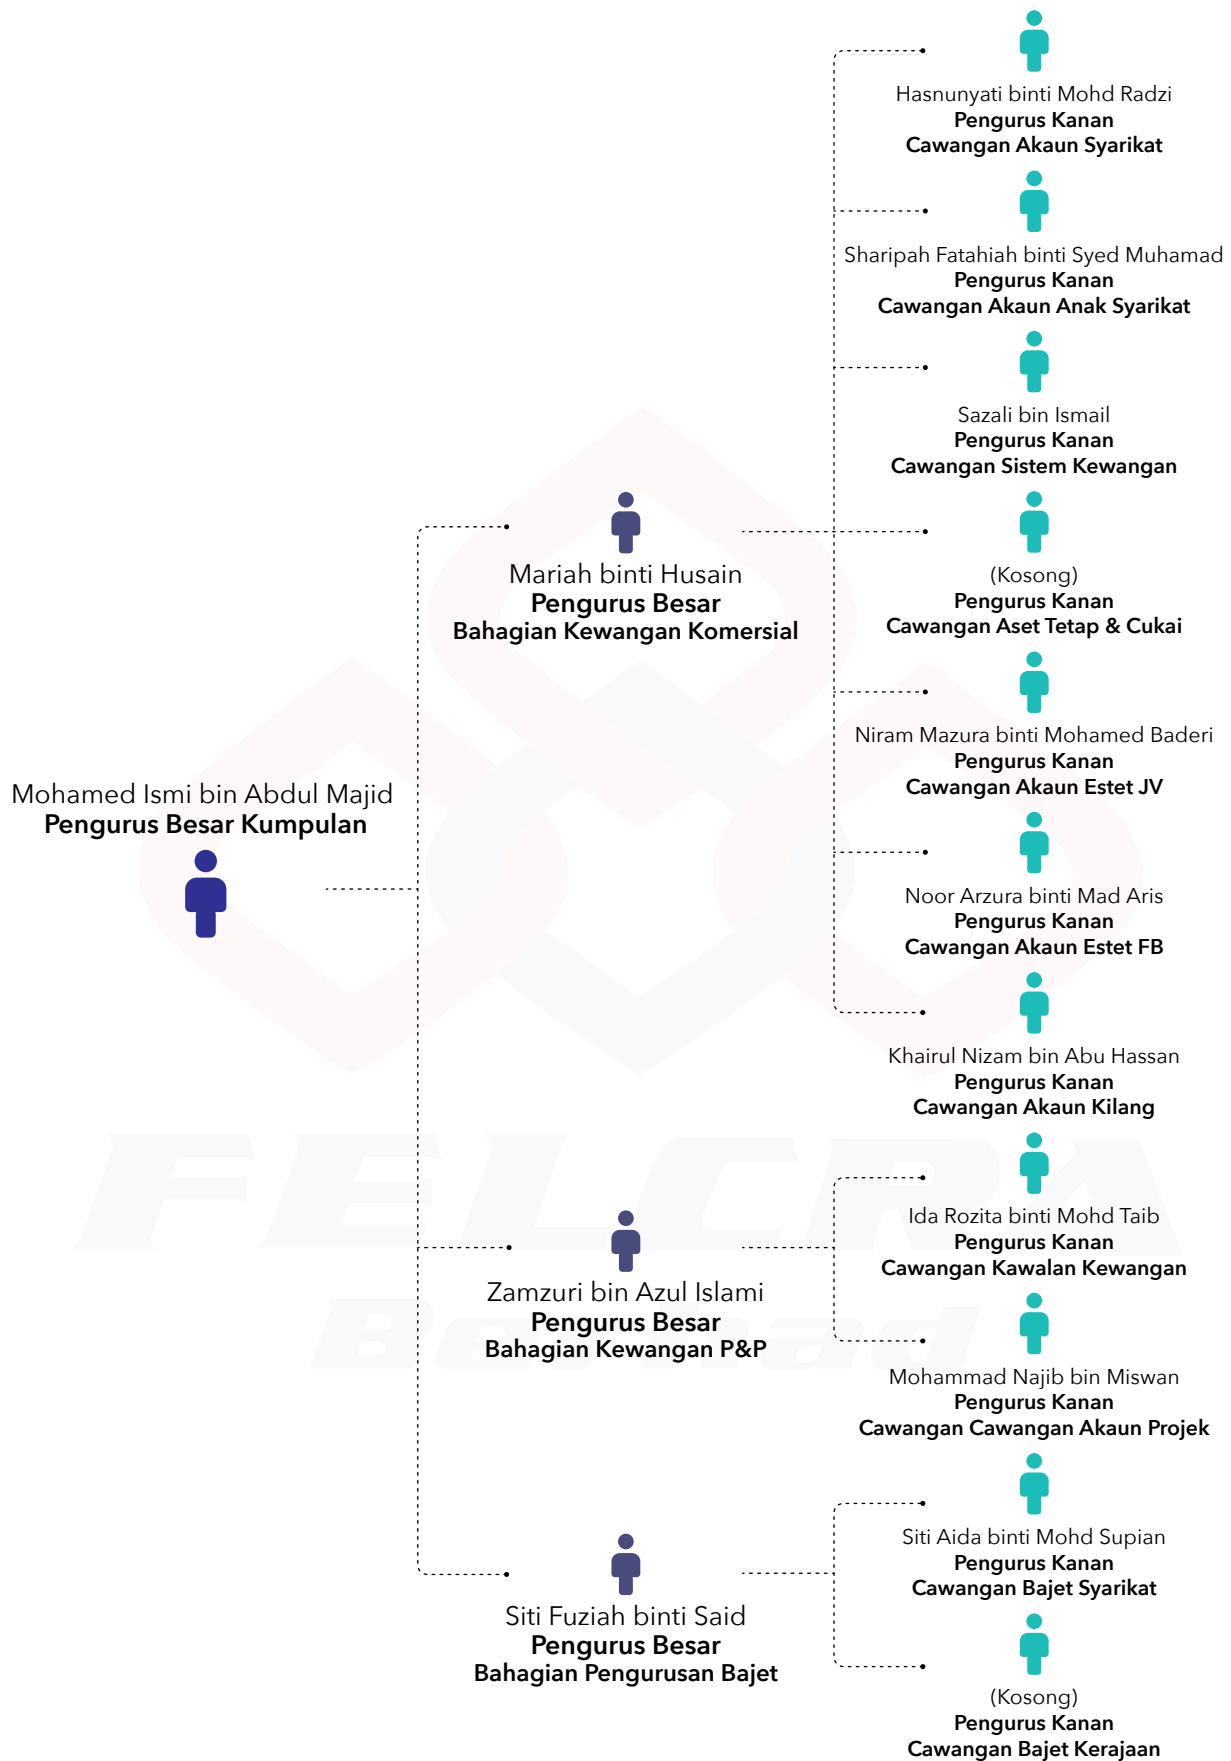 Hasnunyati binti Mohd Radzi
Pengurus Kanan
Cawangan Akaun Syarikat
Sharipah Fatahiah binti Syed Muhamad
Pengurus Kanan
Cawangan Akaun Anak Syarikat
Sazali bin Ismail
Pengurus Kanan
Cawangan Sistem Kewangan
Mariah binti Husain
Pengurus Besar
Bahagian Kewangan Komersial
(Kosong)
Pengurus Kanan
Cawangan Aset Tetap & Cukai
Niram Mazura binti Mohamed Baderi
Pengurus Kanan
Cawangan Akaun Estet JV
Mohamed Ismi bin Abdul Majid
Pengurus Besar Kumpulan
Noor Arzura binti Mad Aris
Pengurus Kanan
Cawangan Akaun Estet FB
Khairul Nizam bin Abu Hassan
Pengurus Kanan
Cawangan Akaun Kilang
FELCRA
Berhad
Ida Rozita binti Mohd Taib
Pengurus Kanan
Cawangan Kawalan Kewangan
Zamzuri bin Azul Islami
Pengurus Besar
Bahagian Kewangan P&P
Mohammad Najib bin Miswan
Pengurus Kanan
Cawangan Cawangan Akaun Projek
Siti Aida binti Mohd Supian
Pengurus Kanan
Cawangan Bajet Syarikat
Siti Fuziah binti Said
Pengurus Besar
Bahagian Pengurusan Bajet
(Kosong)
Pengurus Kanan
Cawangan Bajet Kerajaan